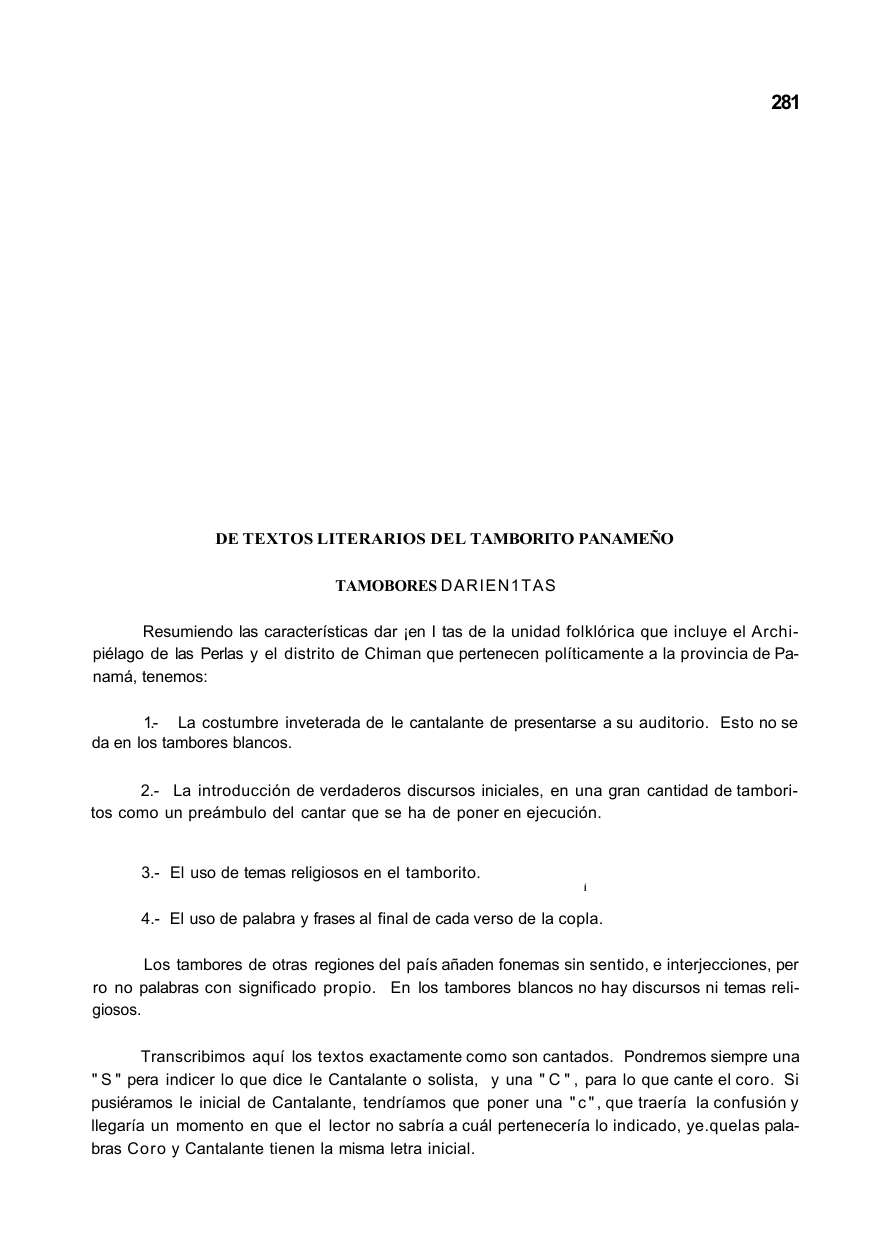 281
DE TEXTOS LITERARIOS DEL TAMBORITO PANAMEÑO
TAMOBORES DARIEN1TAS
Resumiendo las características dar ¡en I tas de la unidad folklórica que incluye el Archi-
piélago de las Perlas y el distrito de Chiman que pertenecen políticamente a la provincia de Pa-
namá, tenemos:
1.- La costumbre inveterada de le cantalante de presentarse a su auditorio. Esto no se
da en los tambores blancos.
2.- La introducción de verdaderos discursos iniciales, en una gran cantidad de tambori-
tos como un preámbulo del cantar que se ha de poner en ejecución.
3.- El uso de temas religiosos en el tamborito.
i
4.- El uso de palabra y frases al final de cada verso de la copla.
Los tambores de otras regiones del país añaden fonemas sin sentido, e interjecciones, per
ro no palabras con significado propio. En los tambores blancos no hay discursos ni temas reli-
giosos.
Transcribimos aquí los textos exactamente como son cantados. Pondremos siempre una
" S " pera indicer lo que dice le Cantalante o solista, y una " C " , para lo que cante el coro. Si
pusiéramos le inicial de Cantalante, tendríamos que poner una " c " , que traería la confusión y
llegaría un momento en que el lector no sabría a cuál pertenecería lo indicado, ye.quelas pala-
bras Coro y Cantalante tienen la misma letra inicial.